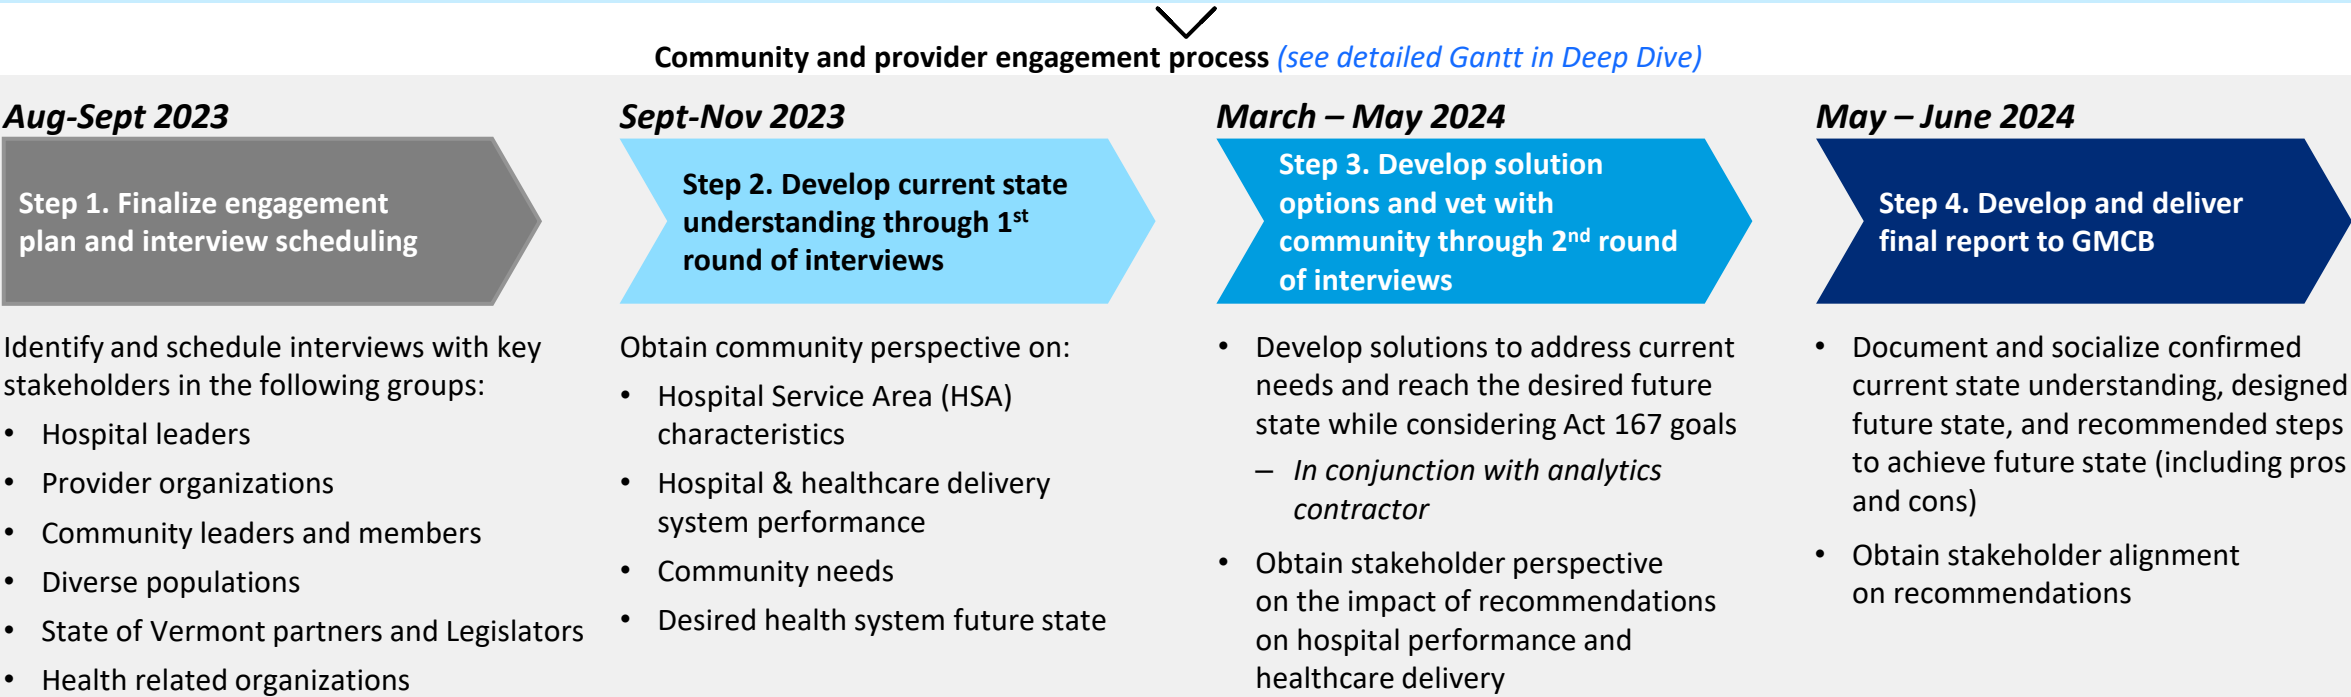 Community and provider engagement process (see detailed Gantt in Deep Dive)
Aug-Sept 2023
Step 1. Finalize engagement
plan and interview scheduling
Identify and schedule interviews with key
stakeholders in the following groups:
• Hospital leaders
• Provider organizations
• Community leaders and members
• Diverse populations
• State of Vermont partners and Legislators
• Health related organizations
Sept-Nov 2023
Step 2. Develop current state
understanding through 1st
round of interviews
Obtain community perspective on:
• Hospital Service Area (HSA)
characteristics
• Hospital & healthcare delivery
system performance
• Community needs
• Desired health system future state
March – May 2024
Step 3. Develop solution
options and vet with
community through 2nd round
of interviews
• Develop solutions to address current
needs and reach the desired future
state while considering Act 167 goals
– In conjunction with analytics
contractor
• Obtain stakeholder perspective
on the impact of recommendations
on hospital performance and
healthcare delivery
May – June 2024
Step 4. Develop and deliver
final report to GMCB
• Document and socialize confirmed
current state understanding, designed
future state, and recommended steps
to achieve future state (including pros
and cons)
• Obtain stakeholder alignment
on recommendations